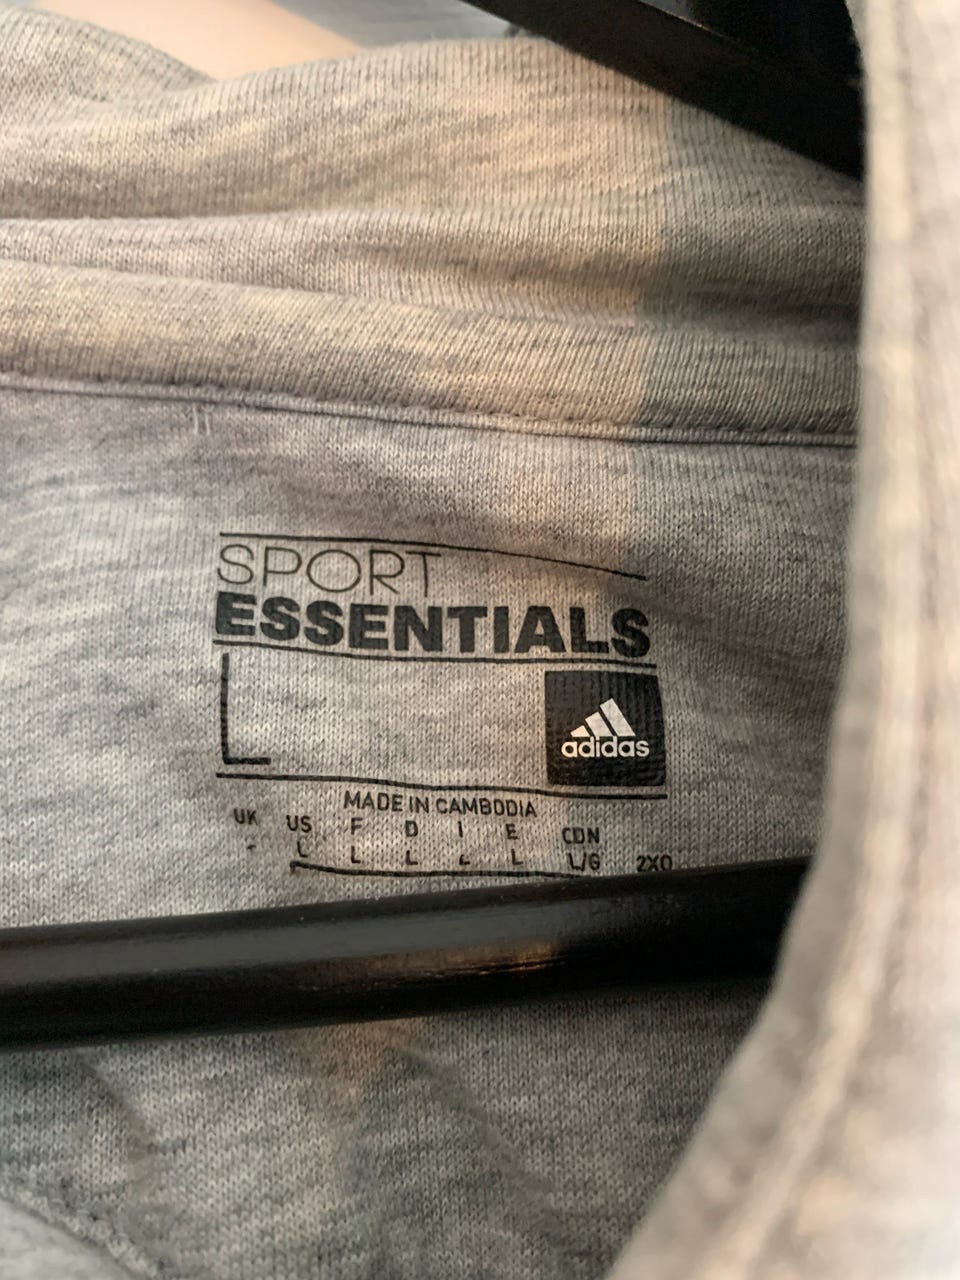 SPORT
ESSENTIALS
L
adidas
MADE IN CAMBODIA
UK US F D I E CDN
- L L L L L L/G 2XO